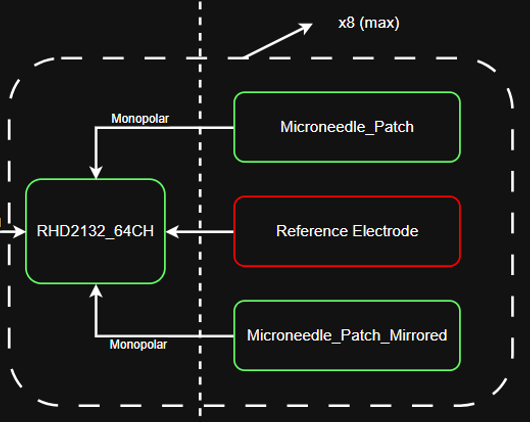 x8 (max)
Monopolar
Microneedle_Patch
RHD2132_64CH
Reference Electrode
Monopolar
Microneedle_Patch_Mirrored